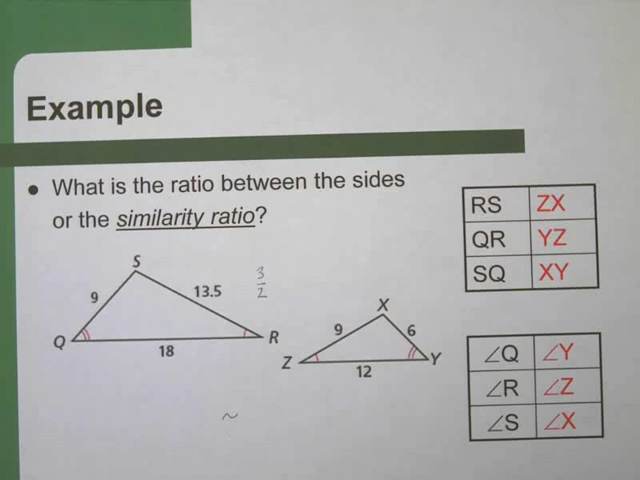 Example
• What is the ratio between the sides
or the similarity ratio?
RS ZX
QR YZ
SQ XY
S
9
13.5
3/2
Q
R
18
X
9
6
Z
Y
12
∠Q ∠Y
∠R ∠Z
∠S ∠X
~